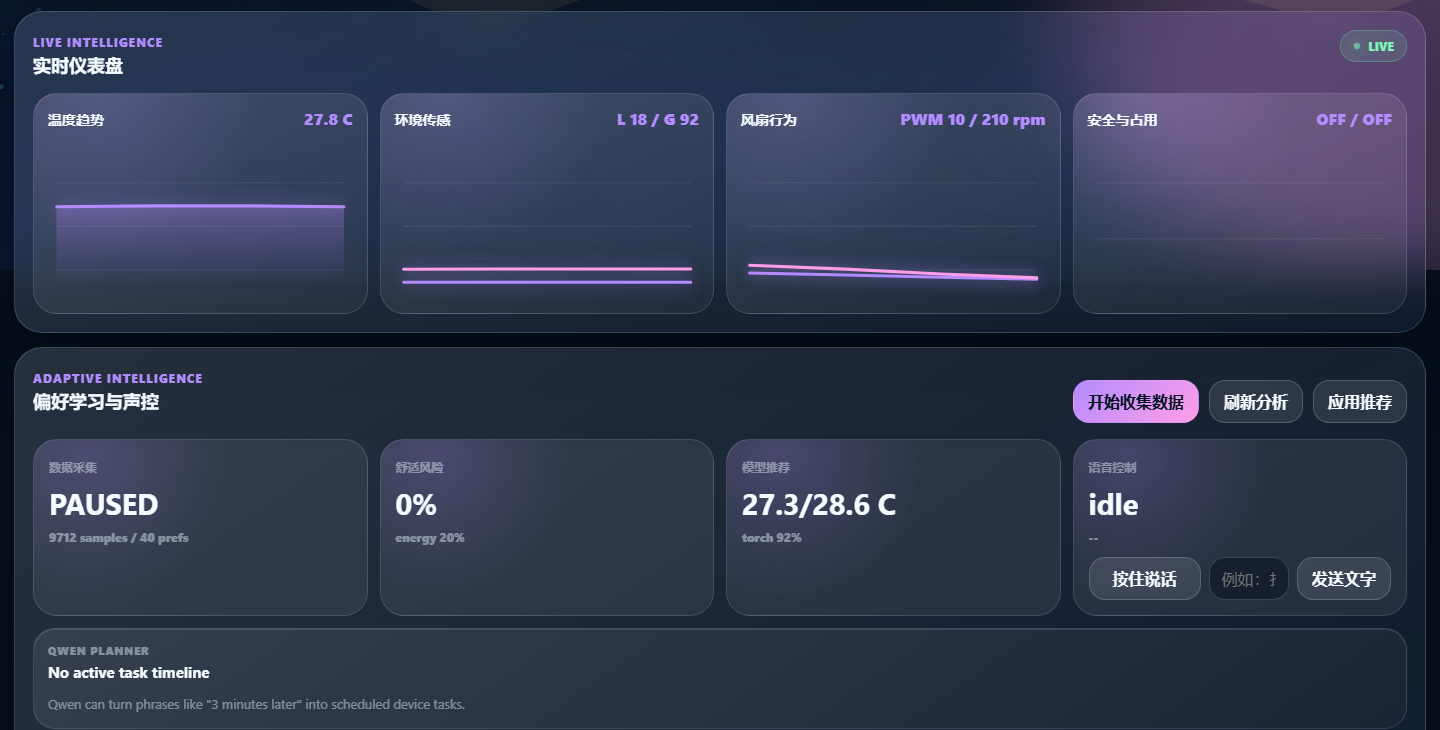 LIVE INTELLIGENCE
实时仪表盘
LIVE
温度趋势 27.8 C
环境传感 L 18 / G 92
风扇行为 PWM 10 / 210 rpm
安全与占用 OFF / OFF
ADAPTIVE INTELLIGENCE
偏好学习与声控
开始收集数据 刷新分析 应用推荐
数据采集
PAUSED
9712 samples / 40 prefs
舒适风险
0%
energy 20%
模型推荐
27.3/28.6 C
torch 92%
语音控制
idle
--
按住说话 例如： 发送文字
QWEN PLANNER
No active task timeline
Qwen can turn phrases like "3 minutes later" into scheduled device tasks.